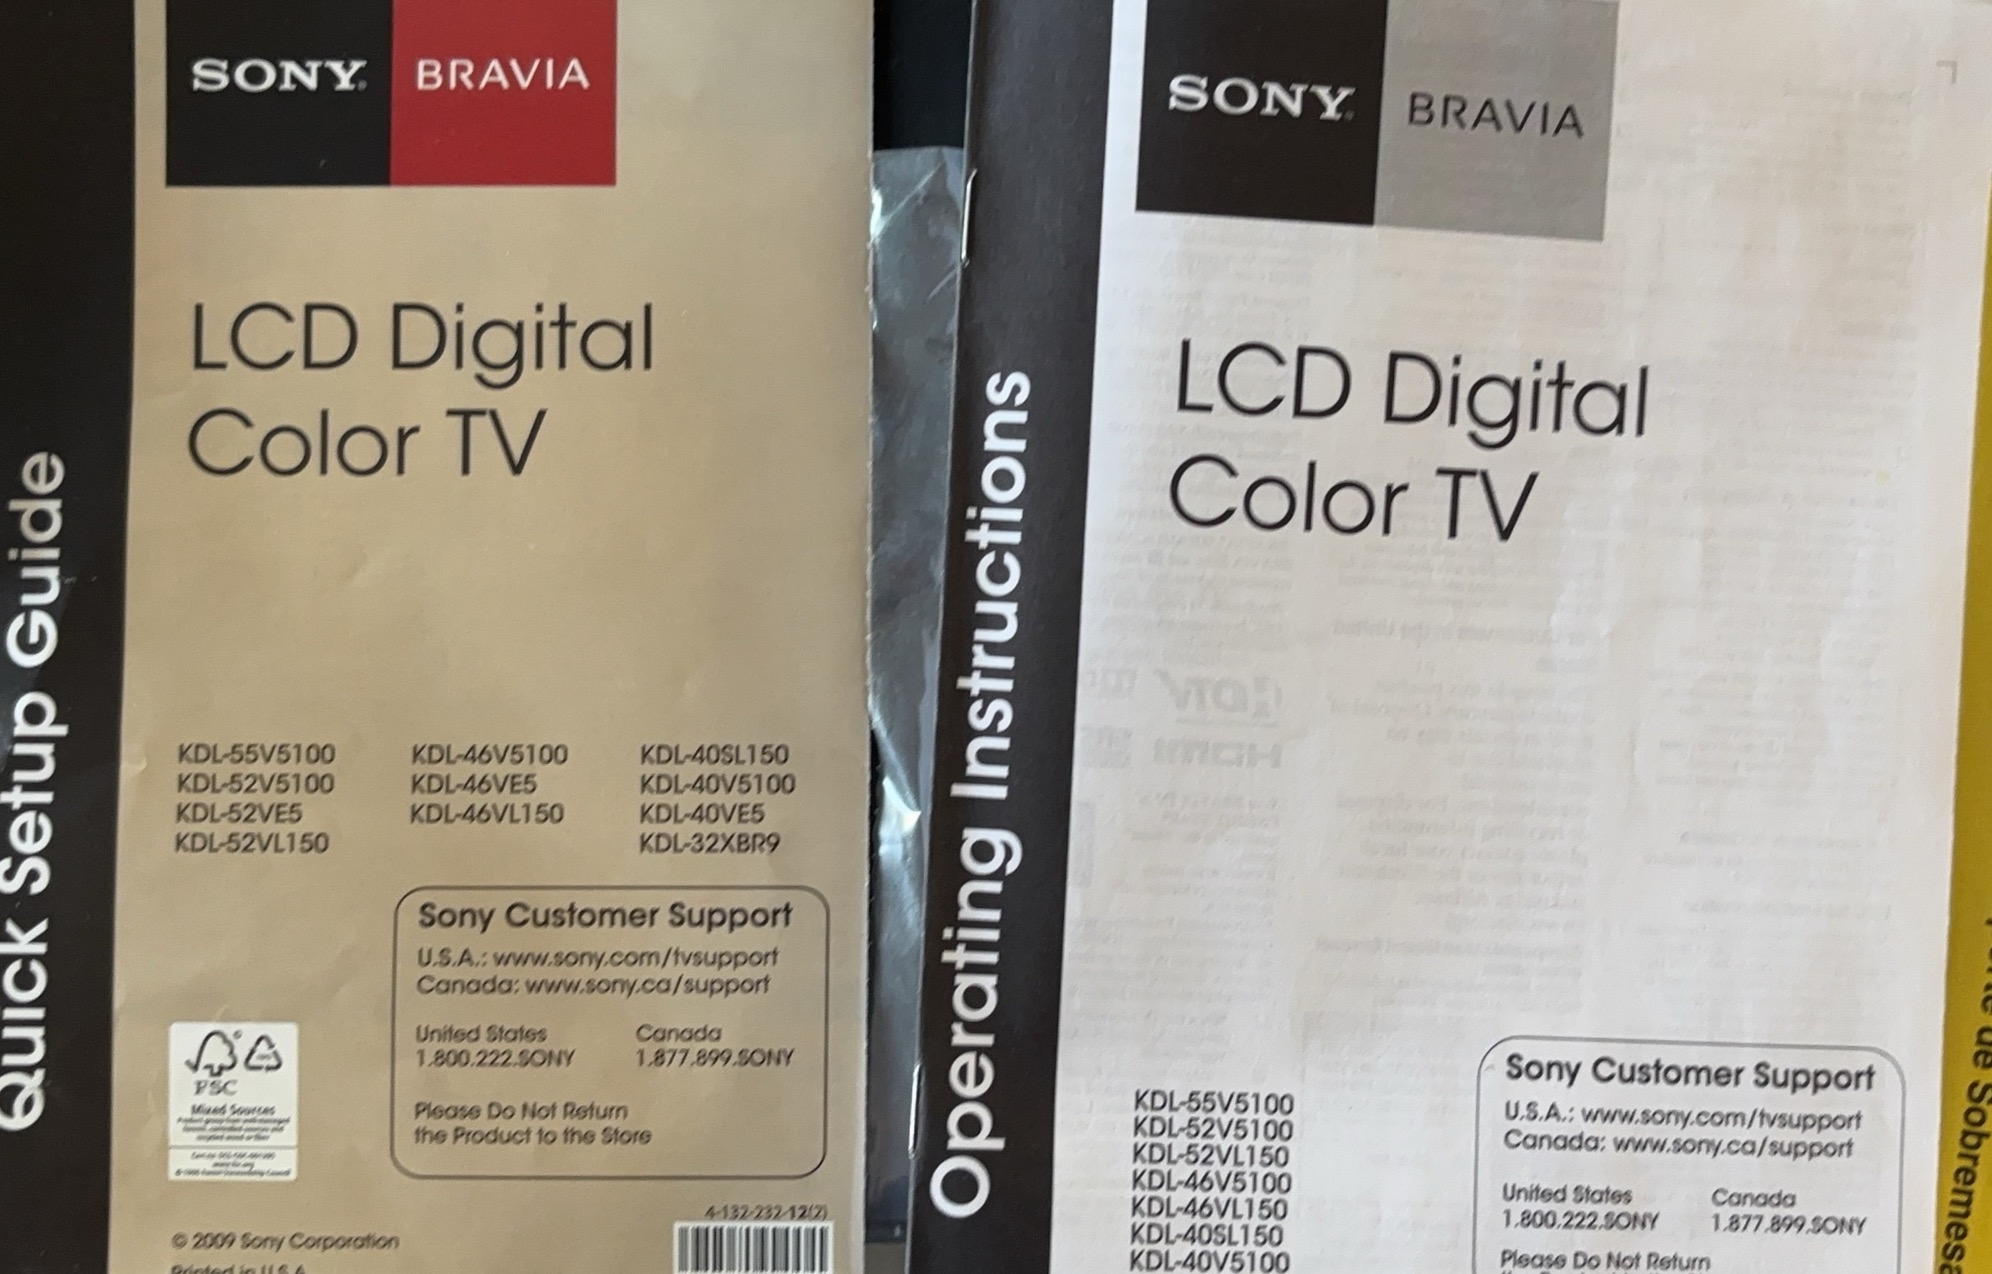 Quick Setup Guide
SONY BRAVIA
LCD Digital
Color TV
KDL-55V5100 KDL-46V5100 KDL-40SL150
KDL-52V5100 KDL-46VE5 KDL-40V5100
KDL-52VE5 KDL-46VL150 KDL-40VE5
KDL-52VL150 KDL-32XBR9
Sony Customer Support
U.S.A.: www.sony.com/tvsupport
Canada: www.sony.ca/support
United States Canada
1.800.222.SONY 1.877.899.SONY
Please Do Not Return
the Product to the Store
FSC
Mixed Sources
4-132-232-12(2)
© 2009 Sony Corporation
Printed in U.S.A.
Operating Instructions
SONY BRAVIA
LCD Digital
Color TV
KDL-55V5100
KDL-52V5100
KDL-52VL150
KDL-46V5100
KDL-46VL150
KDL-40SL150
KDL-40V5100
Sony Customer Support
U.S.A.: www.sony.com/tvsupport
Canada: www.sony.ca/support
United States Canada
1.800.222.SONY 1.877.899.SONY
Please Do Not Return
de Sobremesa